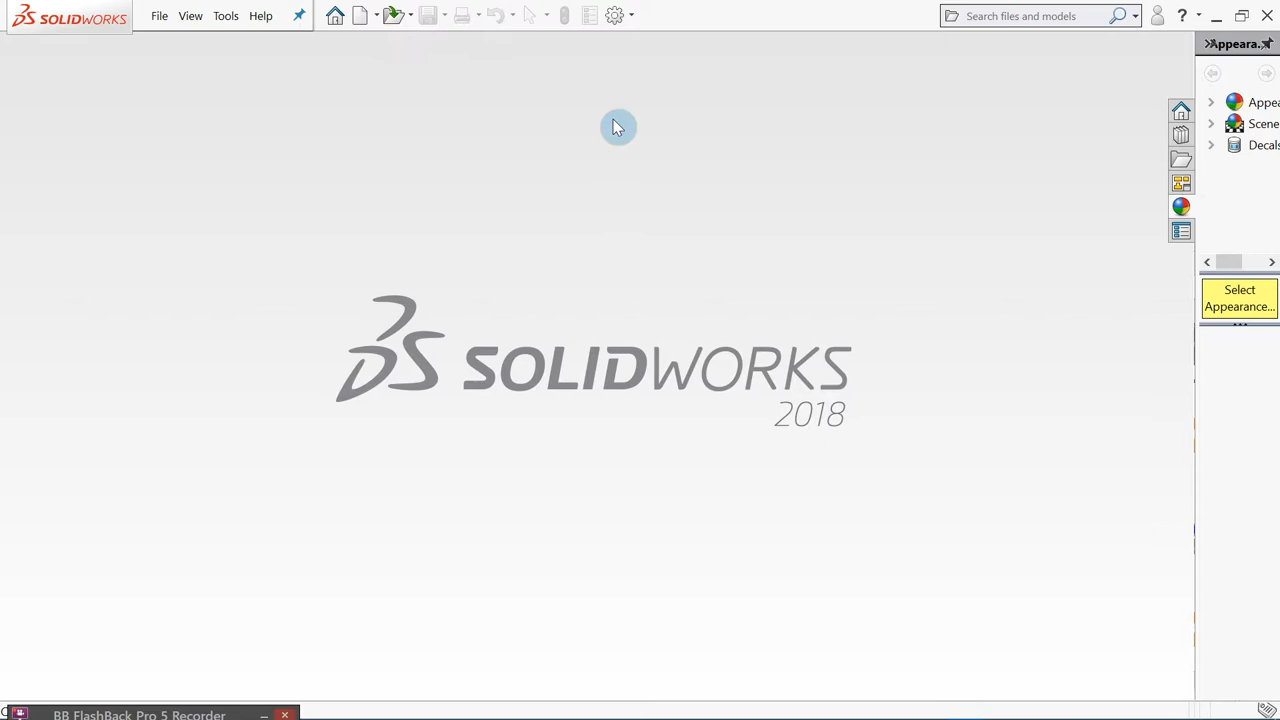 SOLIDWORKS File View Tools Help Search files and models ?
Appeara...
Appea
Scene
Decals
Select
Appearance...
SOLIDWORKS
2018
BB FlashBack Pro 5 Recorder